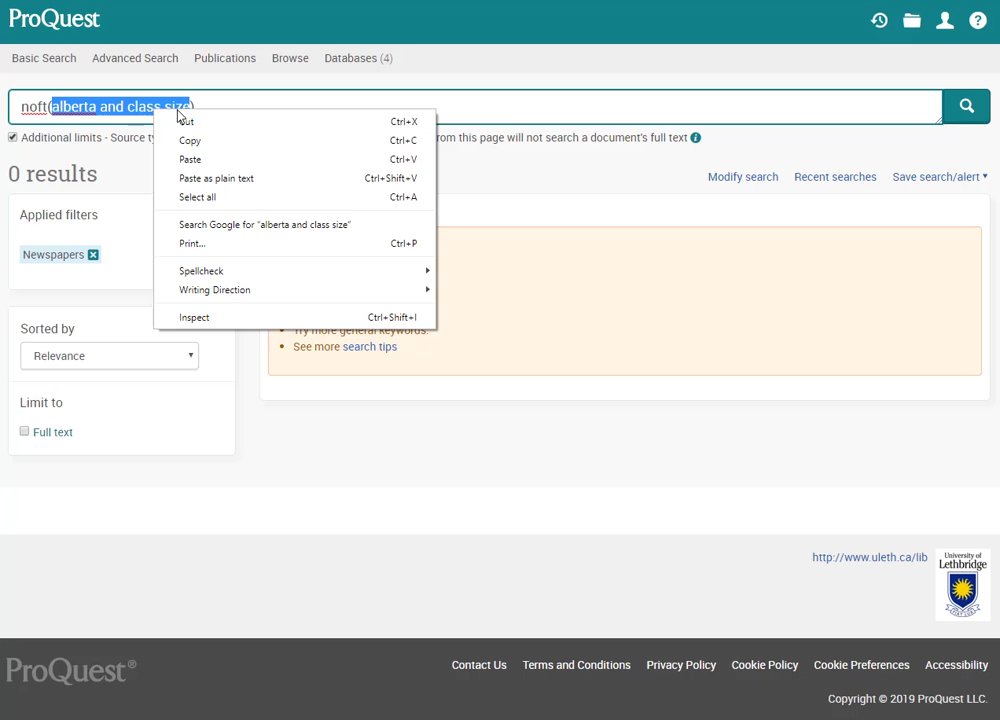 ProQuest
?
Basic Search Advanced Search Publications Browse Databases (4)
noft(alberta and class size)
Additional limits - Source ty
rom this page will not search a document's full text
0 results
Modify search Recent searches Save search/alert
Applied filters
Newspapers
Cut Ctrl+X
Copy Ctrl+C
Paste Ctrl+V
Paste as plain text Ctrl+Shift+V
Select all Ctrl+A
Search Google for "alberta and class size"
Print... Ctrl+P
Spellcheck
Writing Direction
Inspect Ctrl+Shift+I
Try more general keywords.
See more search tips
Sorted by
Relevance
Limit to
Full text
http://www.uleth.ca/lib
University of
Lethbridge
ProQuest®
Contact Us Terms and Conditions Privacy Policy Cookie Policy Cookie Preferences Accessibility
Copyright © 2019 ProQuest LLC.